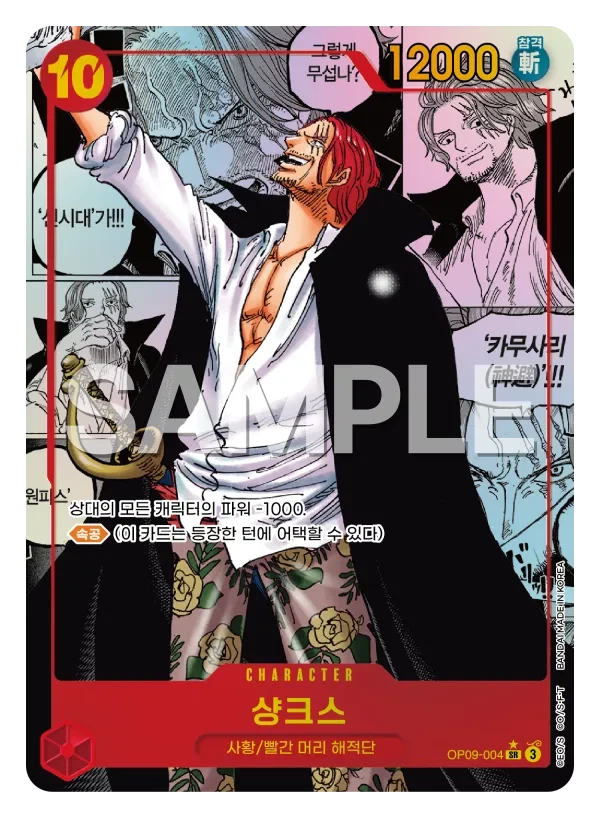 10
그렇게
무섭나?
12000
참격
斬
'신시대'가!!!
'카무사리
(神避)'!!!
SAMPLE
원피스'
상대의 모든 캐릭터의 파워 -1000.
속공 (이 카드는 등장한 턴에 어택할 수 있다)
CHARACTER
샹크스
사황/빨간 머리 해적단
OP09-004 SR 3
©E.O/S ©O/S·F·T BANDAI MADE IN KOREA